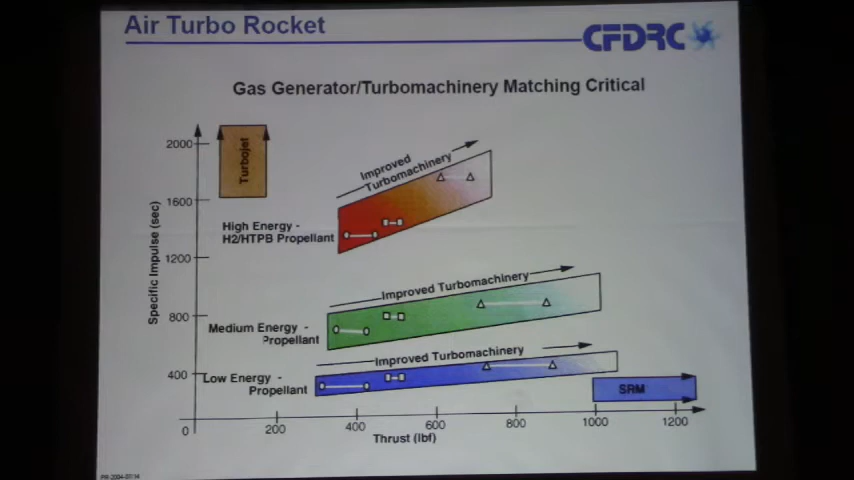 Air Turbo Rocket
CFDRC
Gas Generator/Turbomachinery Matching Critical
2000
1600
1200
800
400
0
Specific Impulse (sec)
Turbojet
Improved
Turbomachinery
High Energy -
H2/HTPB Propellant
Improved Turbomachinery
Medium Energy -
Propellant
Improved Turbomachinery
Low Energy -
Propellant
SRM
200
400
600
800
1000
1200
Thrust (lbf)